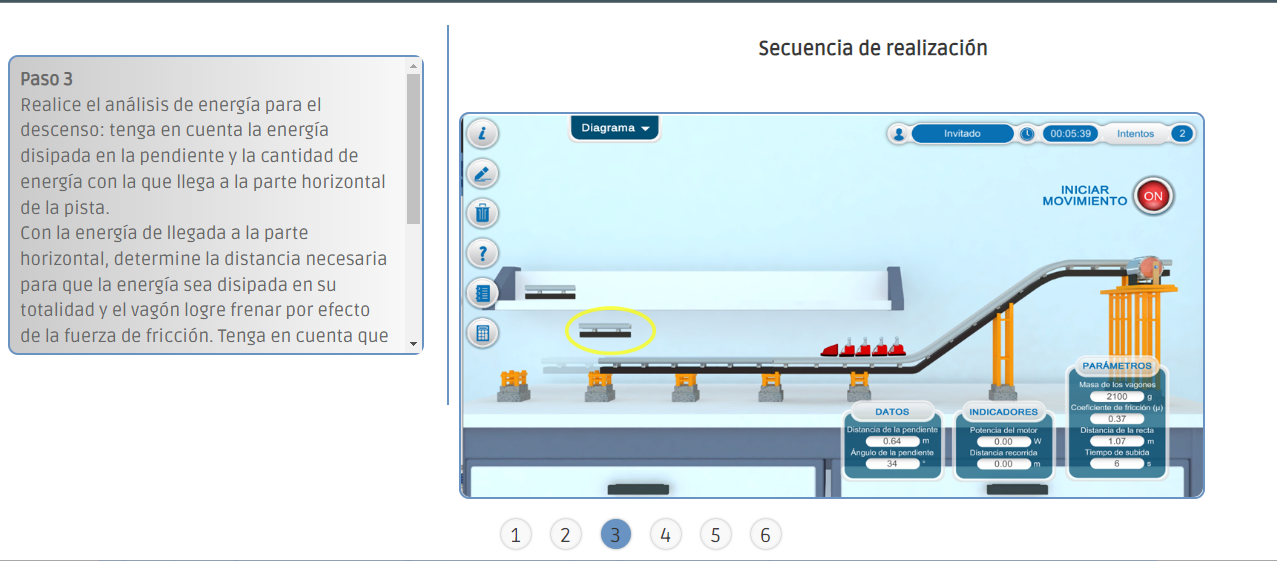 Secuencia de realización
Paso 3
Realice el análisis de energía para el
descenso: tenga en cuenta la energía
disipada en la pendiente y la cantidad de
energía con la que llega a la parte horizontal
de la pista.
Con la energía de llegada a la parte
horizontal, determine la distancia necesaria
para que la energía sea disipada en su
totalidad y el vagón logre frenar por efecto
de la fuerza de fricción. Tenga en cuenta que
i
Diagrama
Invitado
00:05:39
Intentos
2
?
INICIAR
MOVIMIENTO
ON
DATOS
Distancia de la pendiente
0.64 m
Ángulo de la pendiente
34 °
INDICADORES
Potencia del motor
0.00 W
Distancia recorrida
0.00 m
PARÁMETROS
Masa de los vagones
2100 g
Coeficiente de fricción (μ)
0.37
Distancia de la recta
1.07 m
Tiempo de subida
6 s
1 2 3 4 5 6